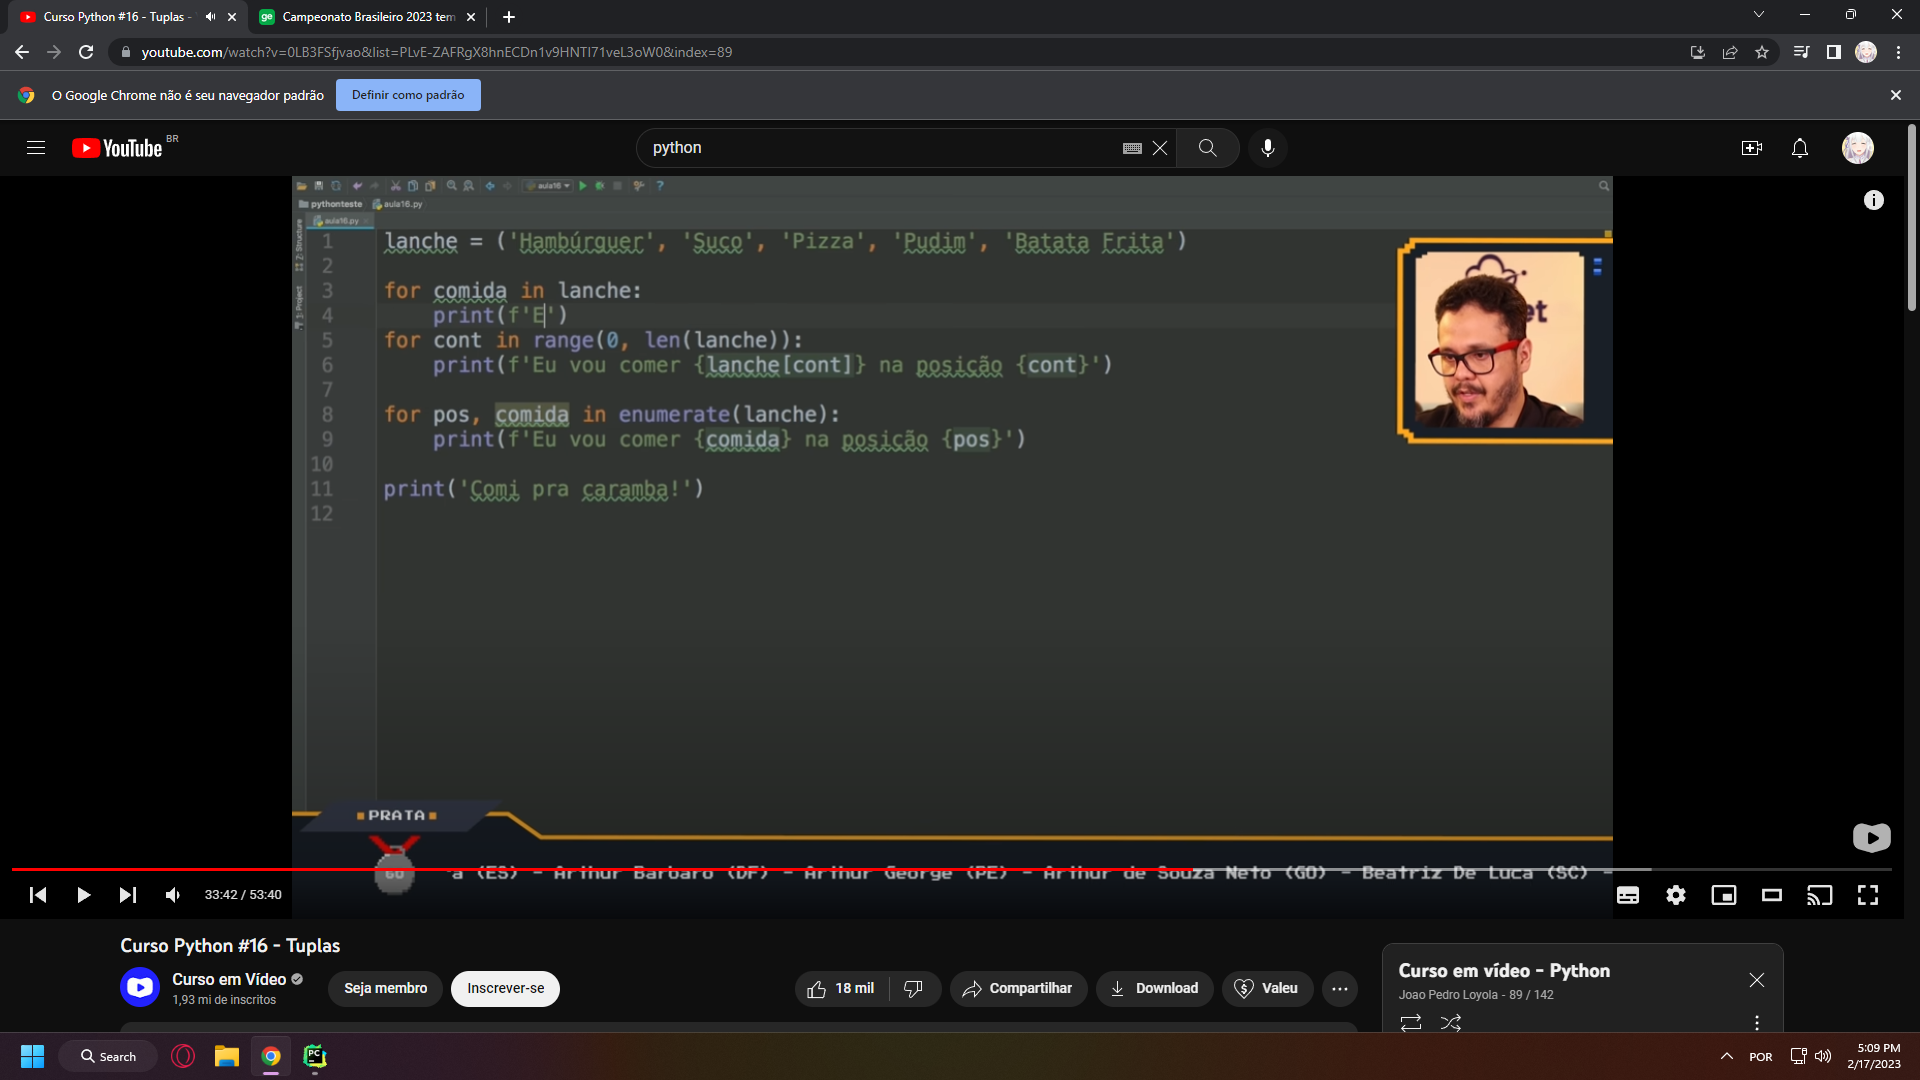 Curso Python #16 - Tuplas -
Campeonato Brasileiro 2023 tem
youtube.com/watch?v=0LB3FSfjvao&list=PLvE-ZAFRgX8hnECDn1v9HNTI71veL3oW0&index=89
O Google Chrome não é seu navegador padrão
Definir como padrão
YouTube BR
python
aula16
pythonteste aula16.py
aula16.py
1 lanche = ('Hambúrguer', 'Suco', 'Pizza', 'Pudim', 'Batata Frita')
2
3 for comida in lanche:
4 print(f'E')
5 for cont in range(0, len(lanche)):
6 print(f'Eu vou comer {lanche[cont]} na posição {cont}')
7
8 for pos, comida in enumerate(lanche):
9 print(f'Eu vou comer {comida} na posição {pos}')
10
11 print('Comi pra caramba!')
12
2: Structure
1: Project
PRATA
60
'a (ES) - Arthur Barbaro (DF) - Arthur George (PE) - Arthur de Souza Neto (GO) - Beatriz De Luca (SC) -
33:42 / 53:40
Curso Python #16 - Tuplas
Curso em Vídeo
1,93 mi de inscritos
Seja membro
Inscrever-se
18 mil
Compartilhar
Download
Valeu
Curso em vídeo - Python
Joao Pedro Loyola - 89 / 142
Search
PC
POR
5:09 PM
2/17/2023